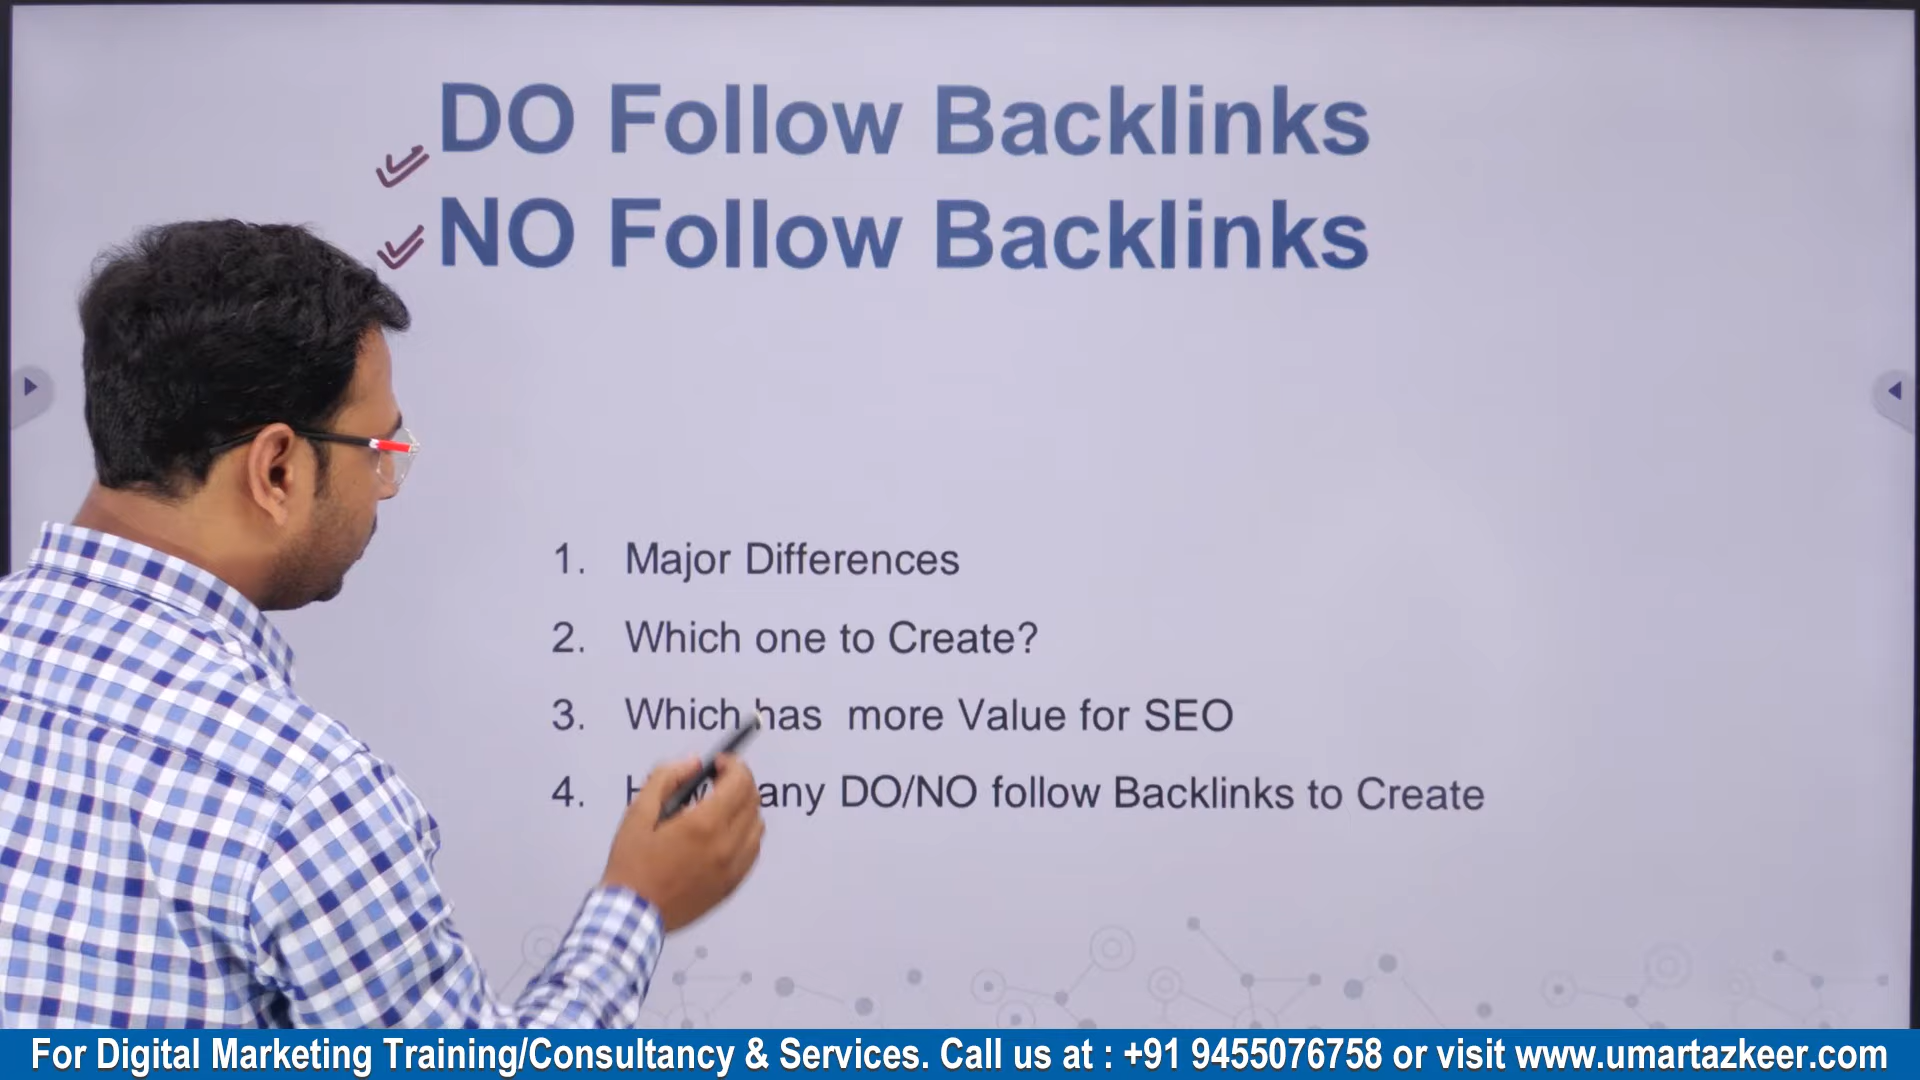 DO Follow Backlinks
NO Follow Backlinks
1. Major Differences
2. Which one to Create?
3. Which has more Value for SEO
4. DO/NO follow Backlinks to Create
For Digital Marketing Training/Consultancy & Services. Call us at : +91 9455076758 or visit www.umartazkeer.com